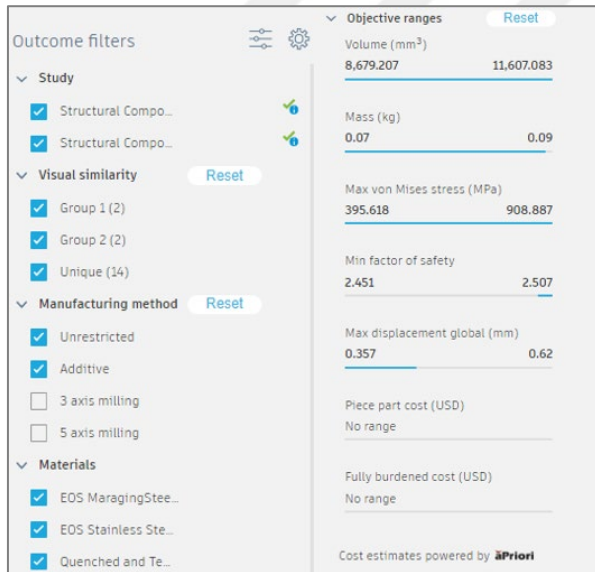 Outcome filters
Study
Structural Compo...
Structural Compo...
Visual similarity Reset
Group 1 (2)
Group 2 (2)
Unique (14)
Manufacturing method Reset
Unrestricted
Additive
3 axis milling
5 axis milling
Materials
EOS MaragingStee...
EOS Stainless Ste...
Quenched and Te...
Objective ranges Reset
Volume (mm³)
8,679.207 11,607.083
Mass (kg)
0.07 0.09
Max von Mises stress (MPa)
395.618 908.887
Min factor of safety
2.451 2.507
Max displacement global (mm)
0.357 0.62
Piece part cost (USD)
No range
Fully burdened cost (USD)
No range
Cost estimates powered by aPriori